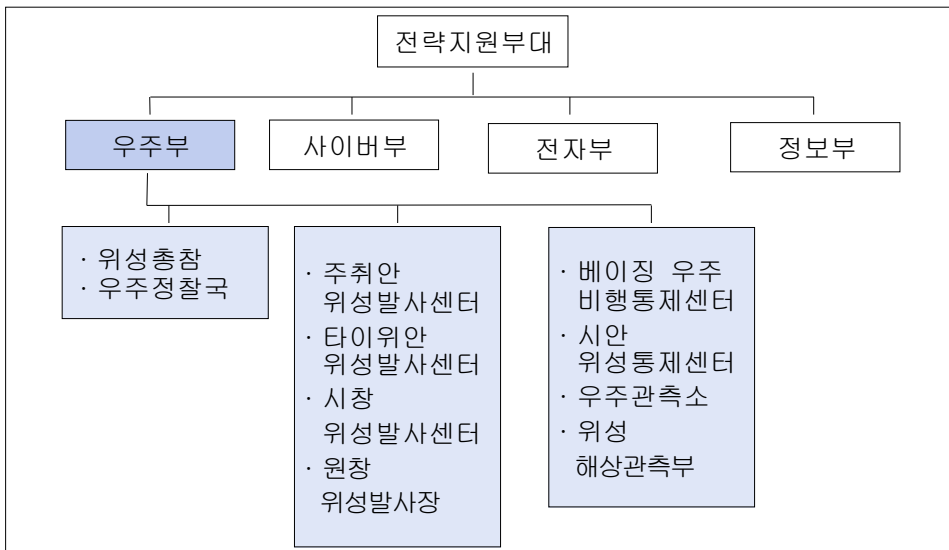 전략지원부대
우주부
사이버부
전자부
정보부
· 위성총참
· 우주정찰국
· 주취안
위성발사센터
· 타이위안
위성발사센터
· 시창
위성발사센터
· 원창
위성발사장
· 베이징 우주
비행통제센터
· 시안
위성통제센터
· 우주관측소
· 위성
해상관측부